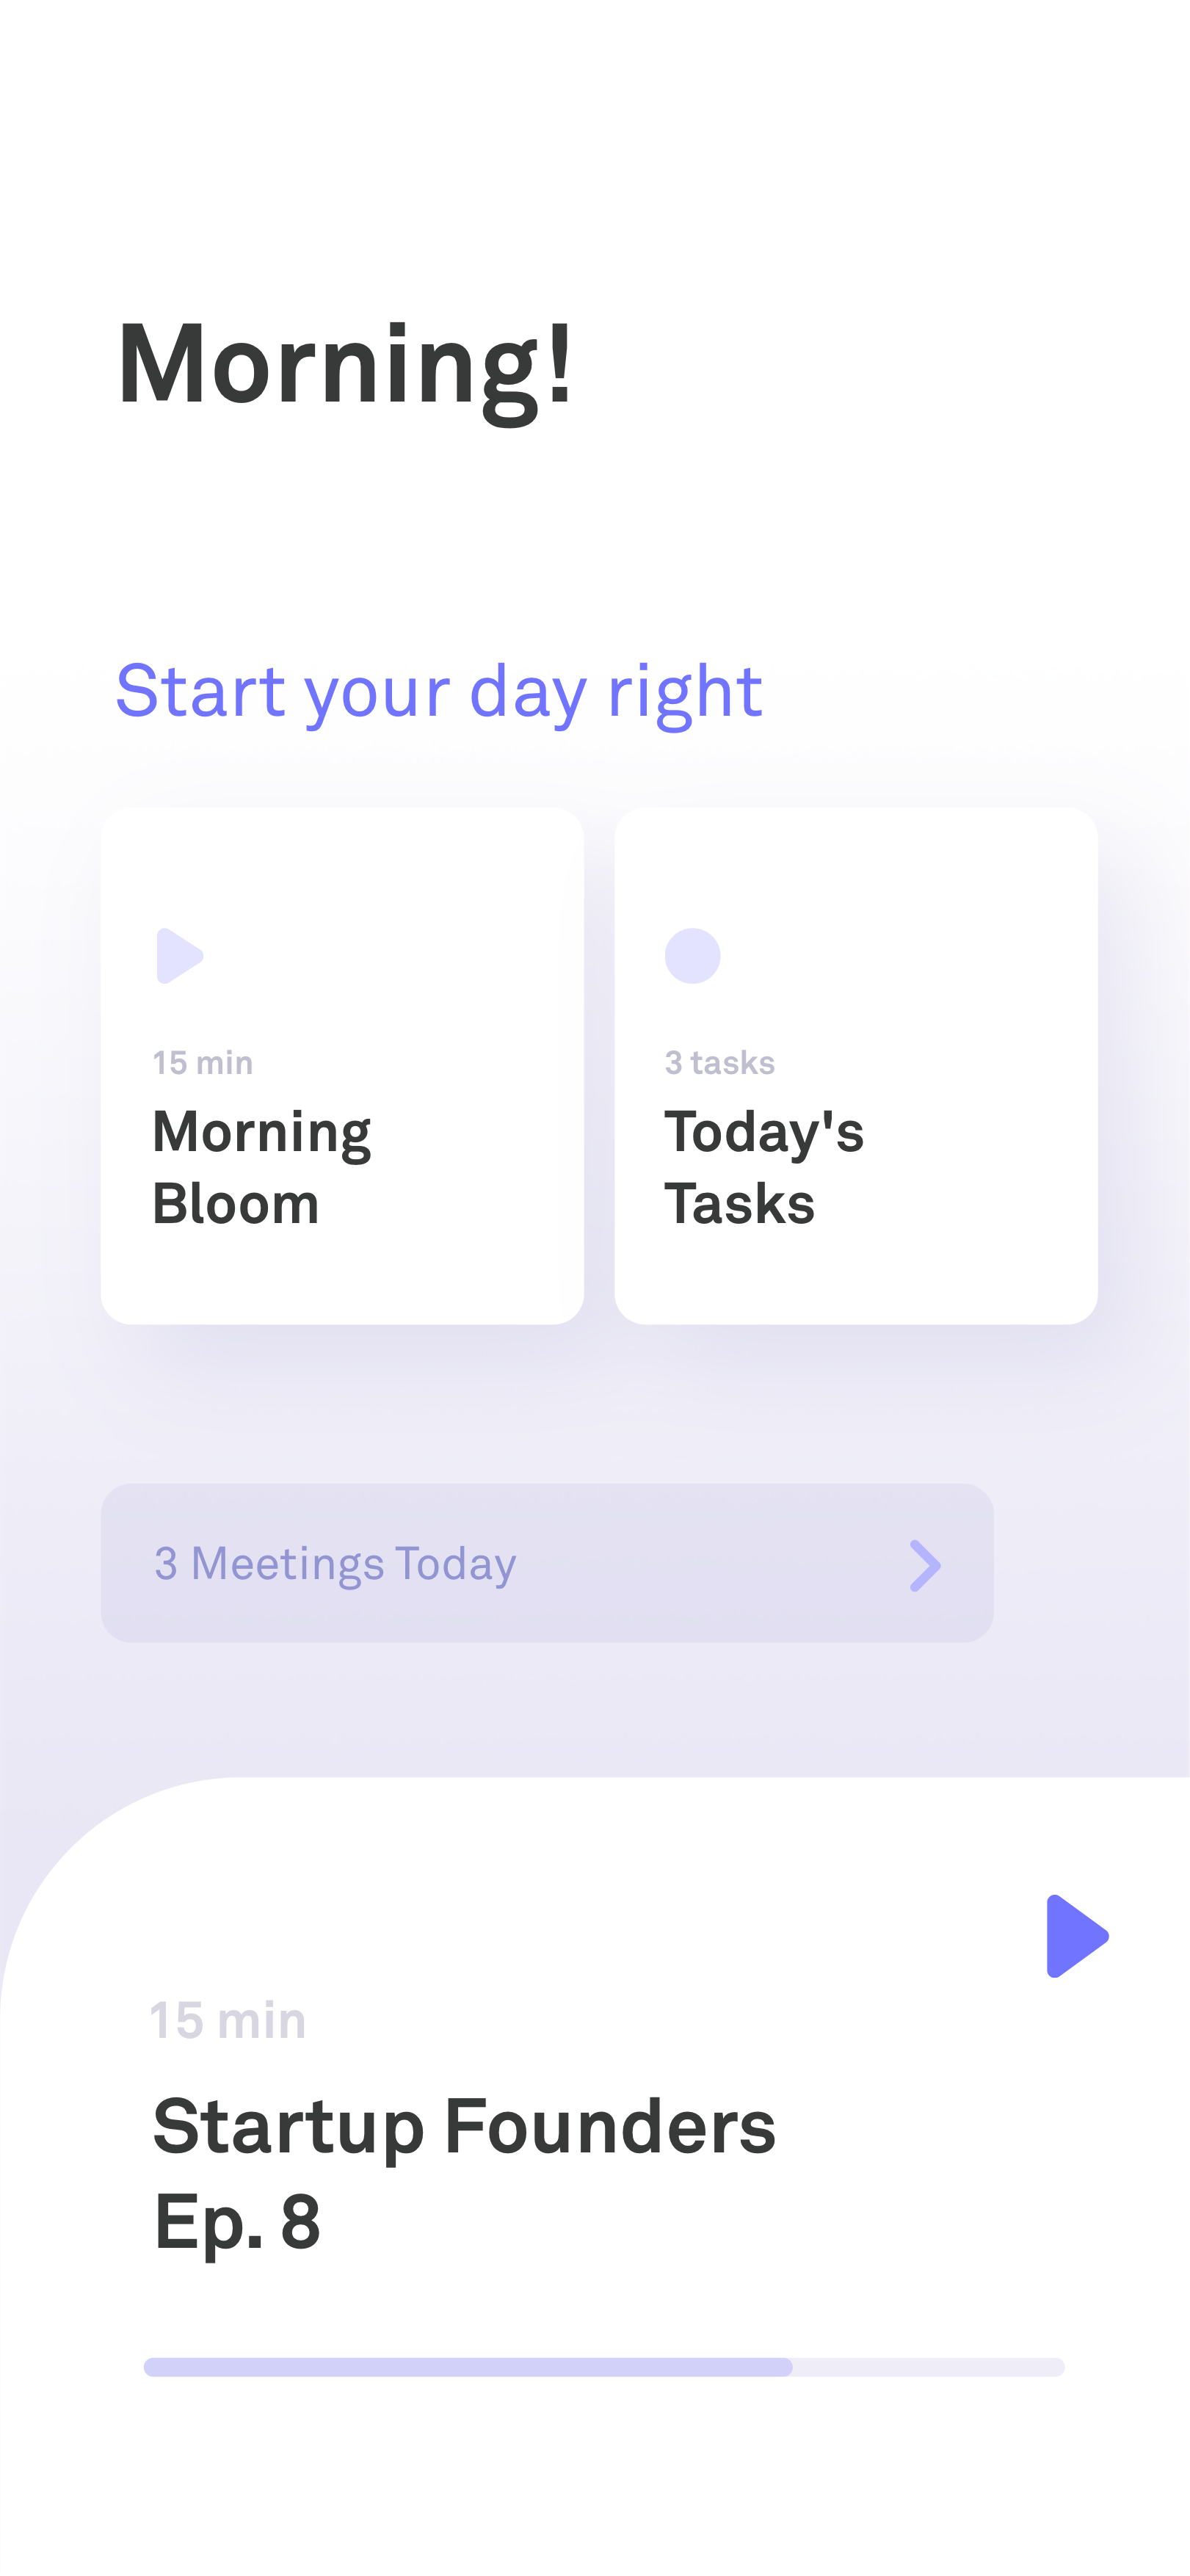 Morning!
Start your day right
15 min
Morning
Bloom
3 tasks
Today's
Tasks
3 Meetings Today
15 min
Startup Founders
Ep. 8